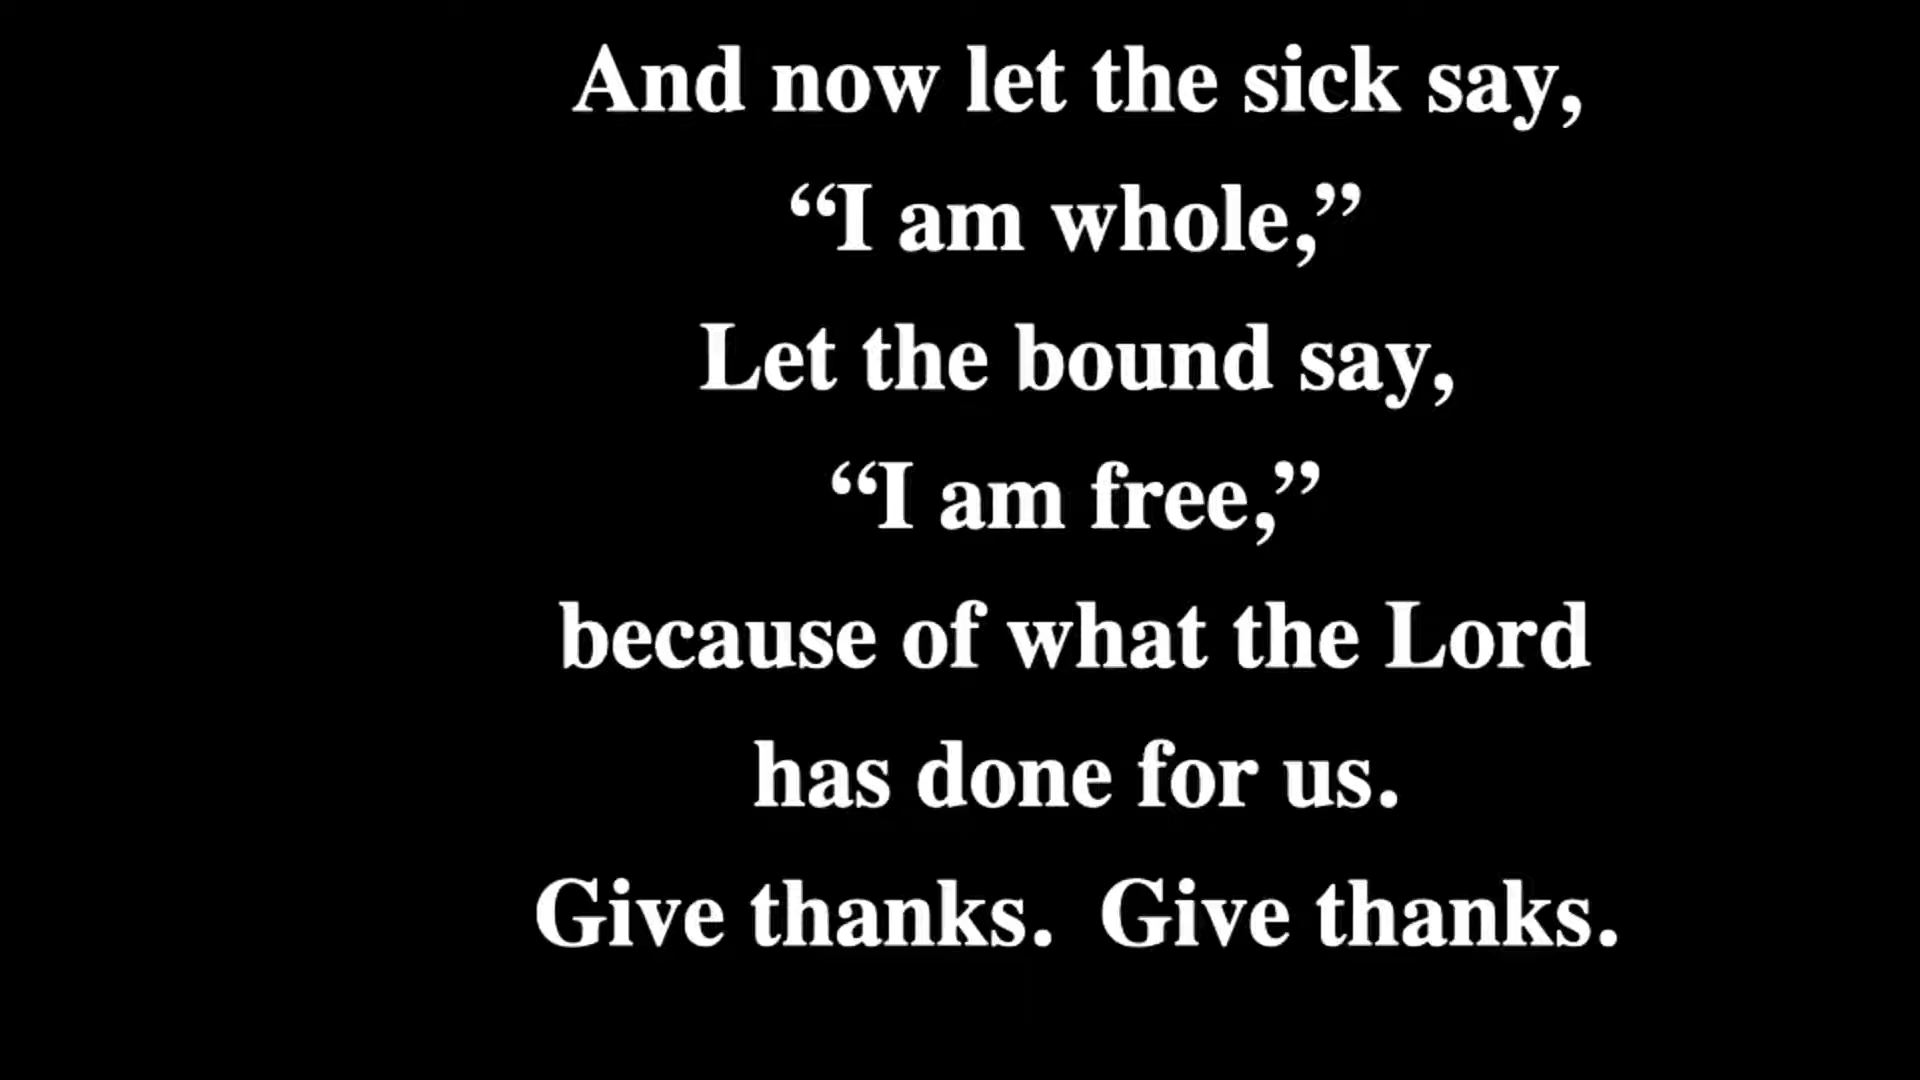 And now let the sick say,
“I am whole,”
Let the bound say,
“I am free,”
because of what the Lord
has done for us.
Give thanks.  Give thanks.